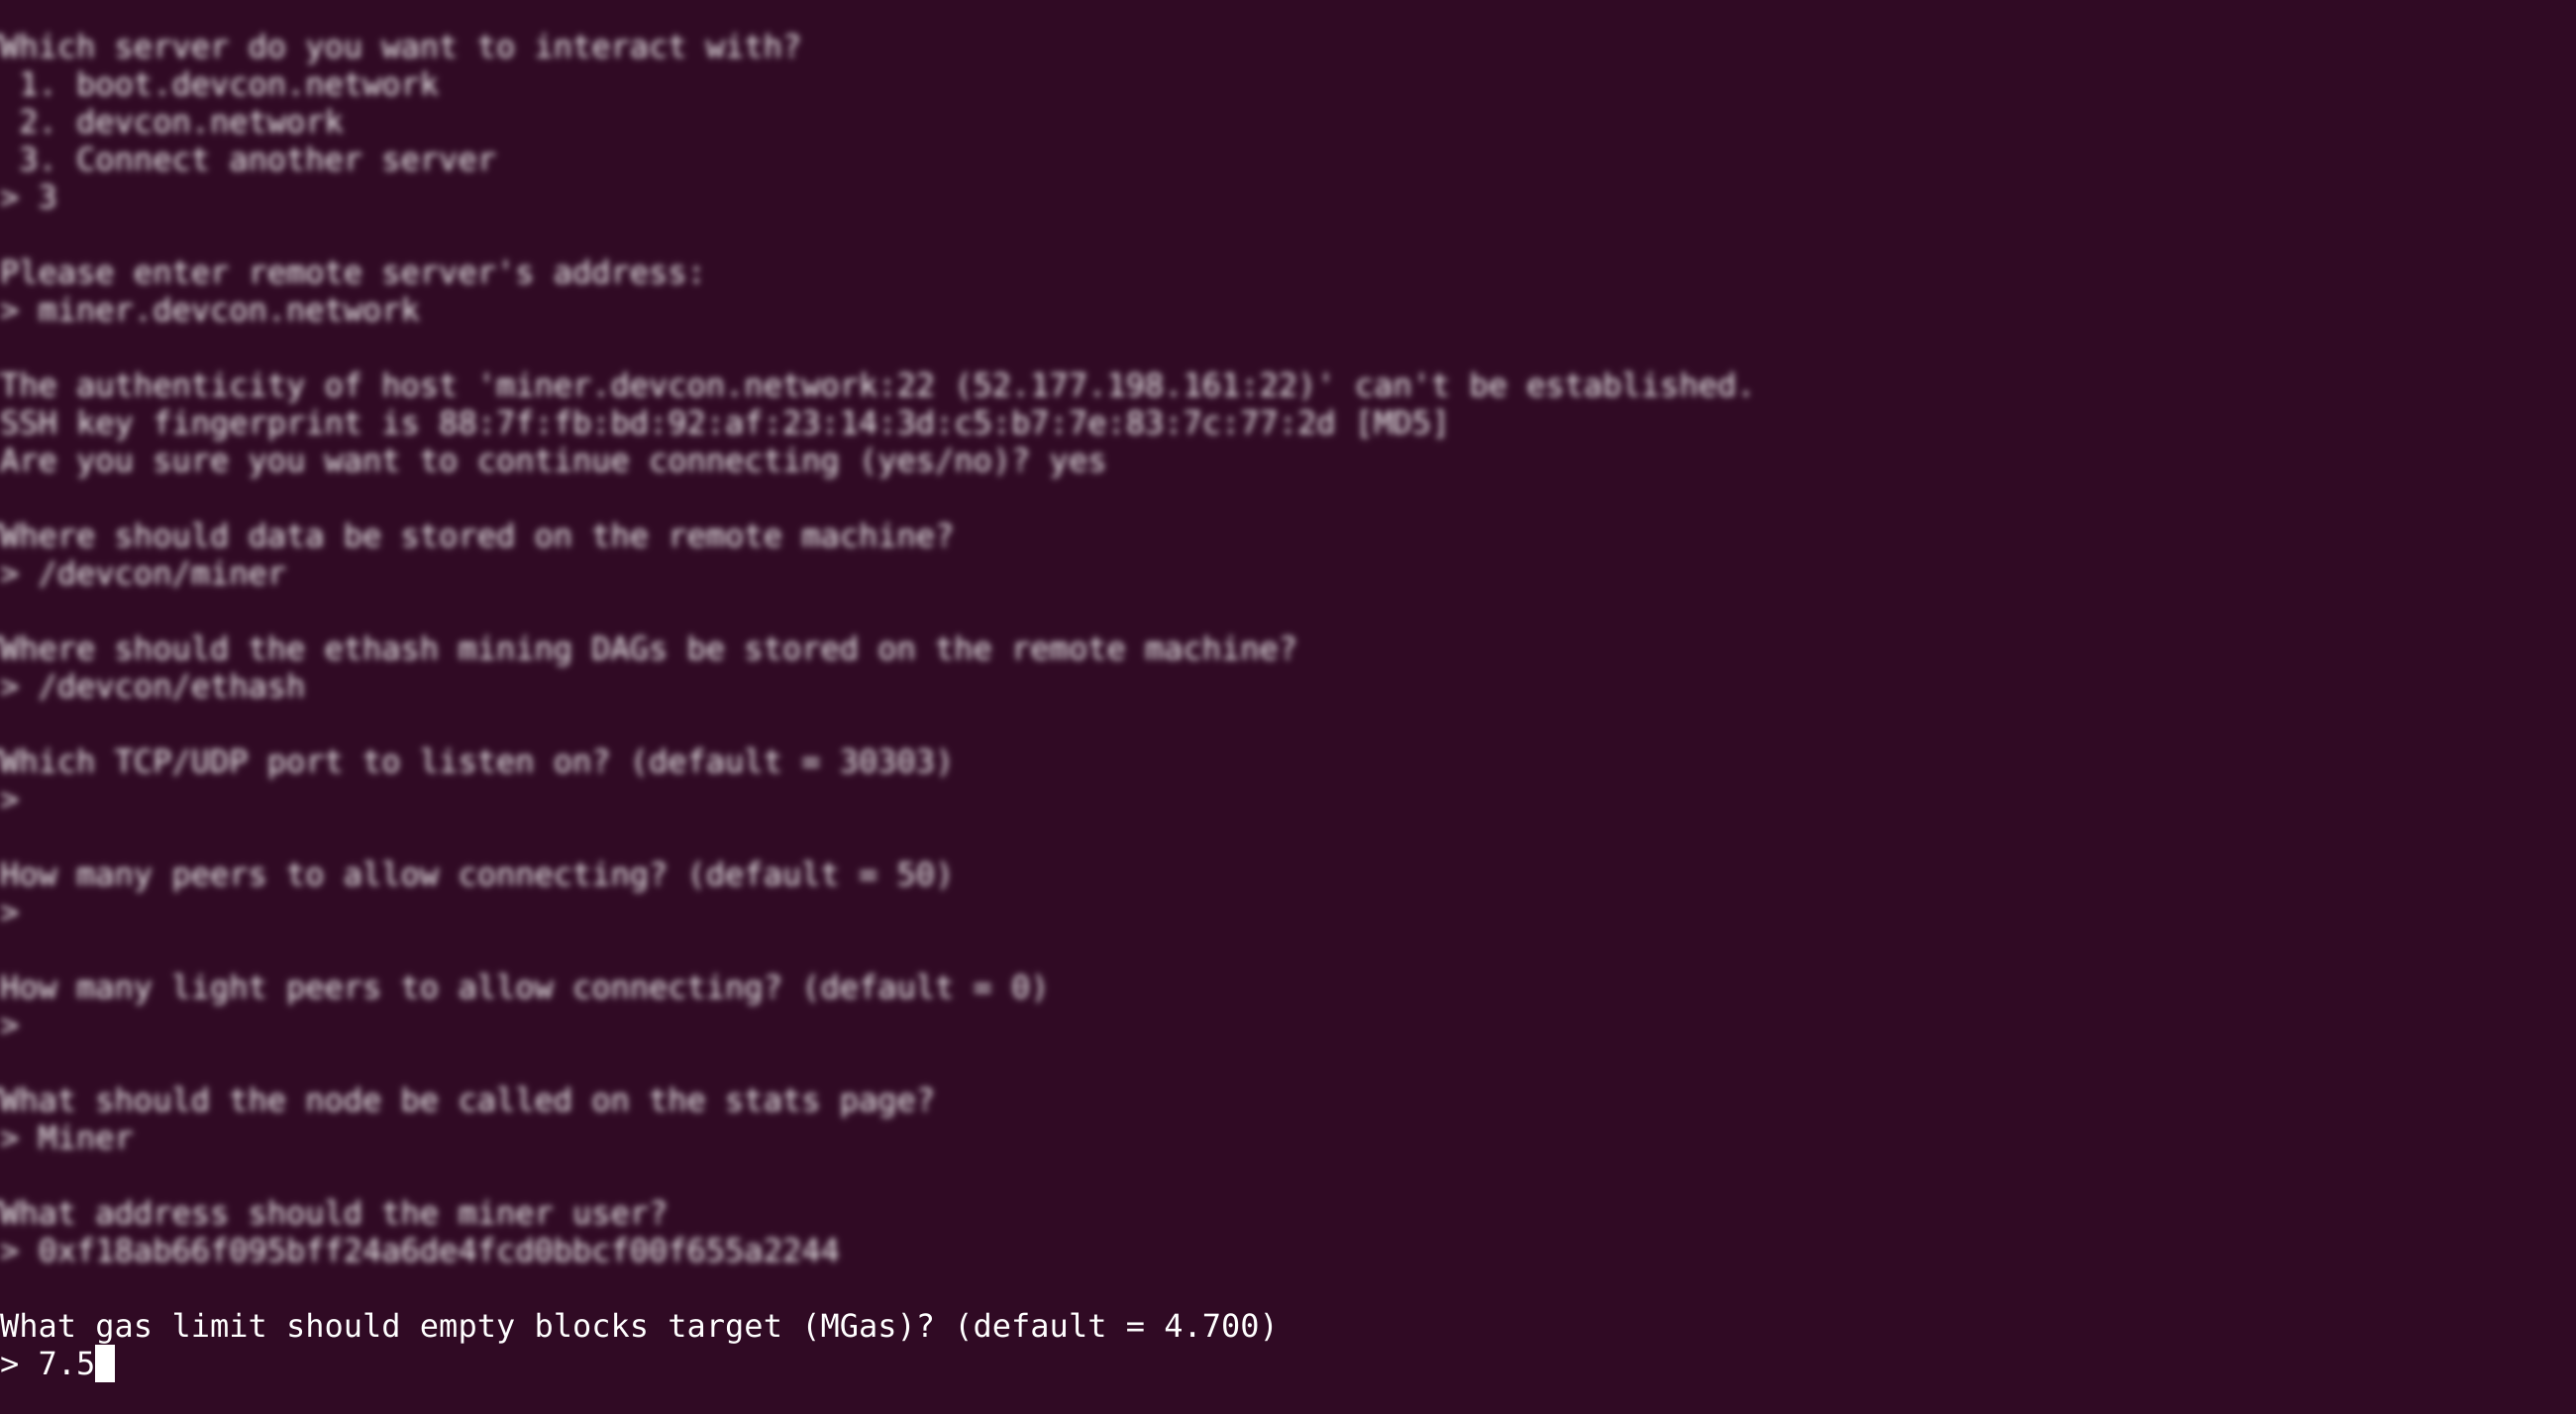 Which server do you want to interact with?
1. boot.devcon.network
2. devcon.network
3. Connect another server
> 3
Please enter remote server's address:
> miner.devcon.network
The authenticity of host 'miner.devcon.network:22 (52.177.198.161:22)' can't be established.
SSH key fingerprint is 88:7f:fb:bd:92:af:23:14:3d:c5:b7:7e:83:7c:77:2d [MD5]
Are you sure you want to continue connecting (yes/no)? yes
Where should data be stored on the remote machine?
> /devcon/miner
Where should the ethash mining DAGs be stored on the remote machine?
> /devcon/ethash
Which TCP/UDP port to listen on? (default = 30303)
>
How many peers to allow connecting? (default = 50)
>
How many light peers to allow connecting? (default = 0)
>
What should the node be called on the stats page?
> Miner
What address should the miner user?
> 0xf18ab66f095bff24a6de4fcd0bbcf00f655a2244
What gas limit should empty blocks target (MGas)? (default = 4.700)
> 7.5